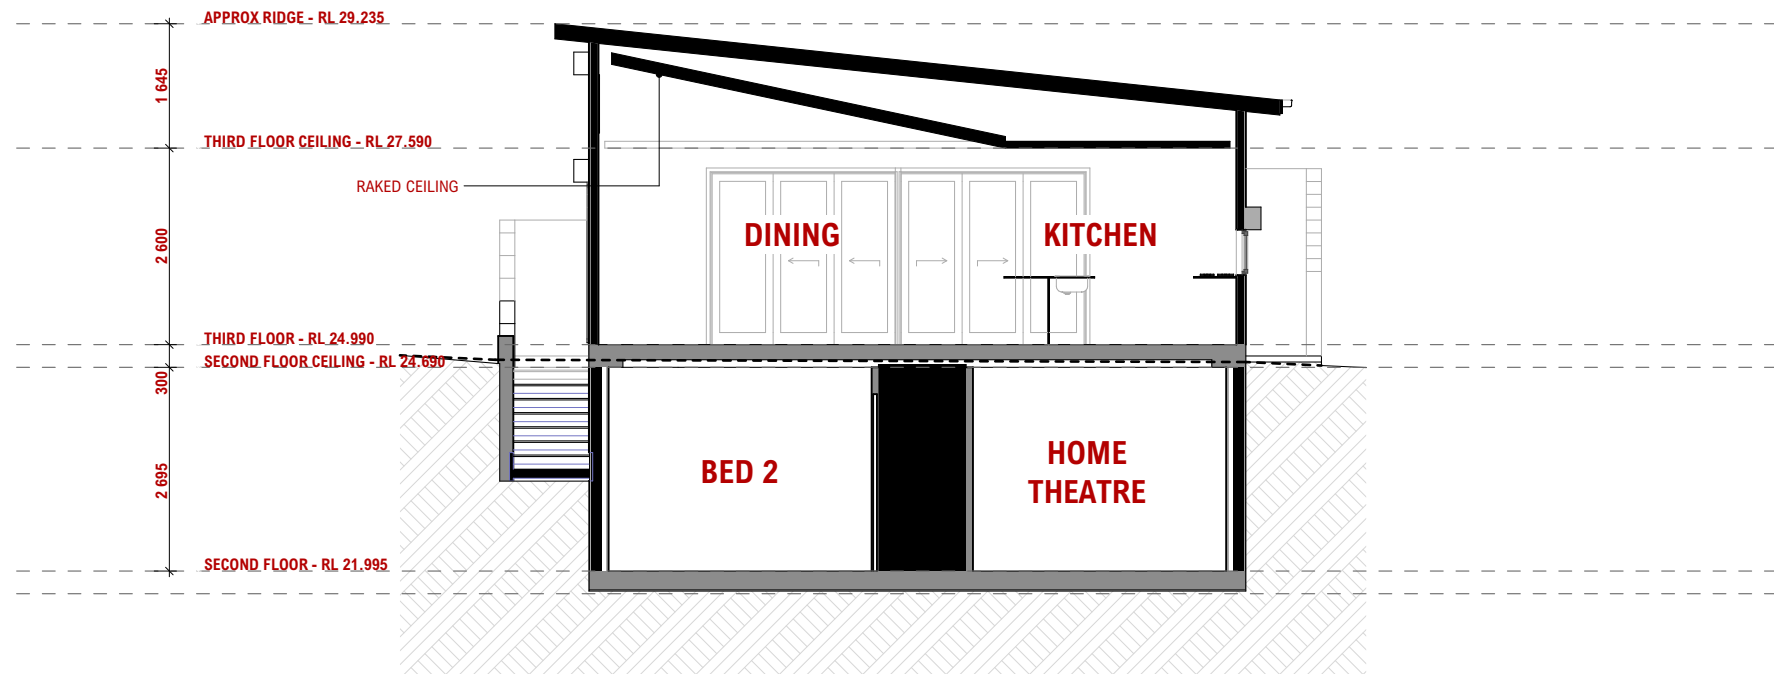 APPROX RIDGE - RL 29.235
1 645
THIRD FLOOR CEILING - RL 27.590
RAKED CEILING
2 600
DINING
KITCHEN
THIRD FLOOR - RL 24.990
SECOND FLOOR CEILING - RL 24.690
300
BED 2
HOME
THEATRE
2 695
SECOND FLOOR - RL 21.995